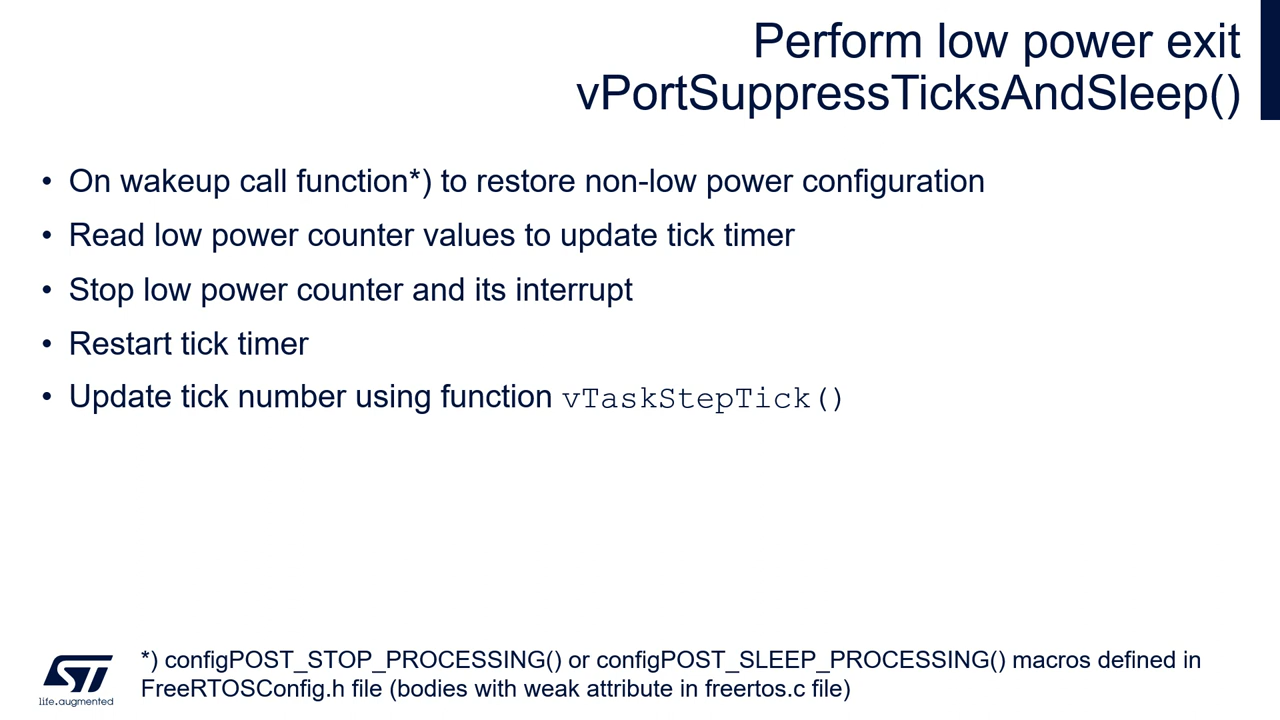 Perform low power exit
vPortSuppressTicksAndSleep()
• On wakeup call function*) to restore non-low power configuration
• Read low power counter values to update tick timer
• Stop low power counter and its interrupt
• Restart tick timer
• Update tick number using function vTaskStepTick()
*) configPOST_STOP_PROCESSING() or configPOST_SLEEP_PROCESSING() macros defined in
FreeRTOSConfig.h file (bodies with weak attribute in freertos.c file)
ST
life.augmented